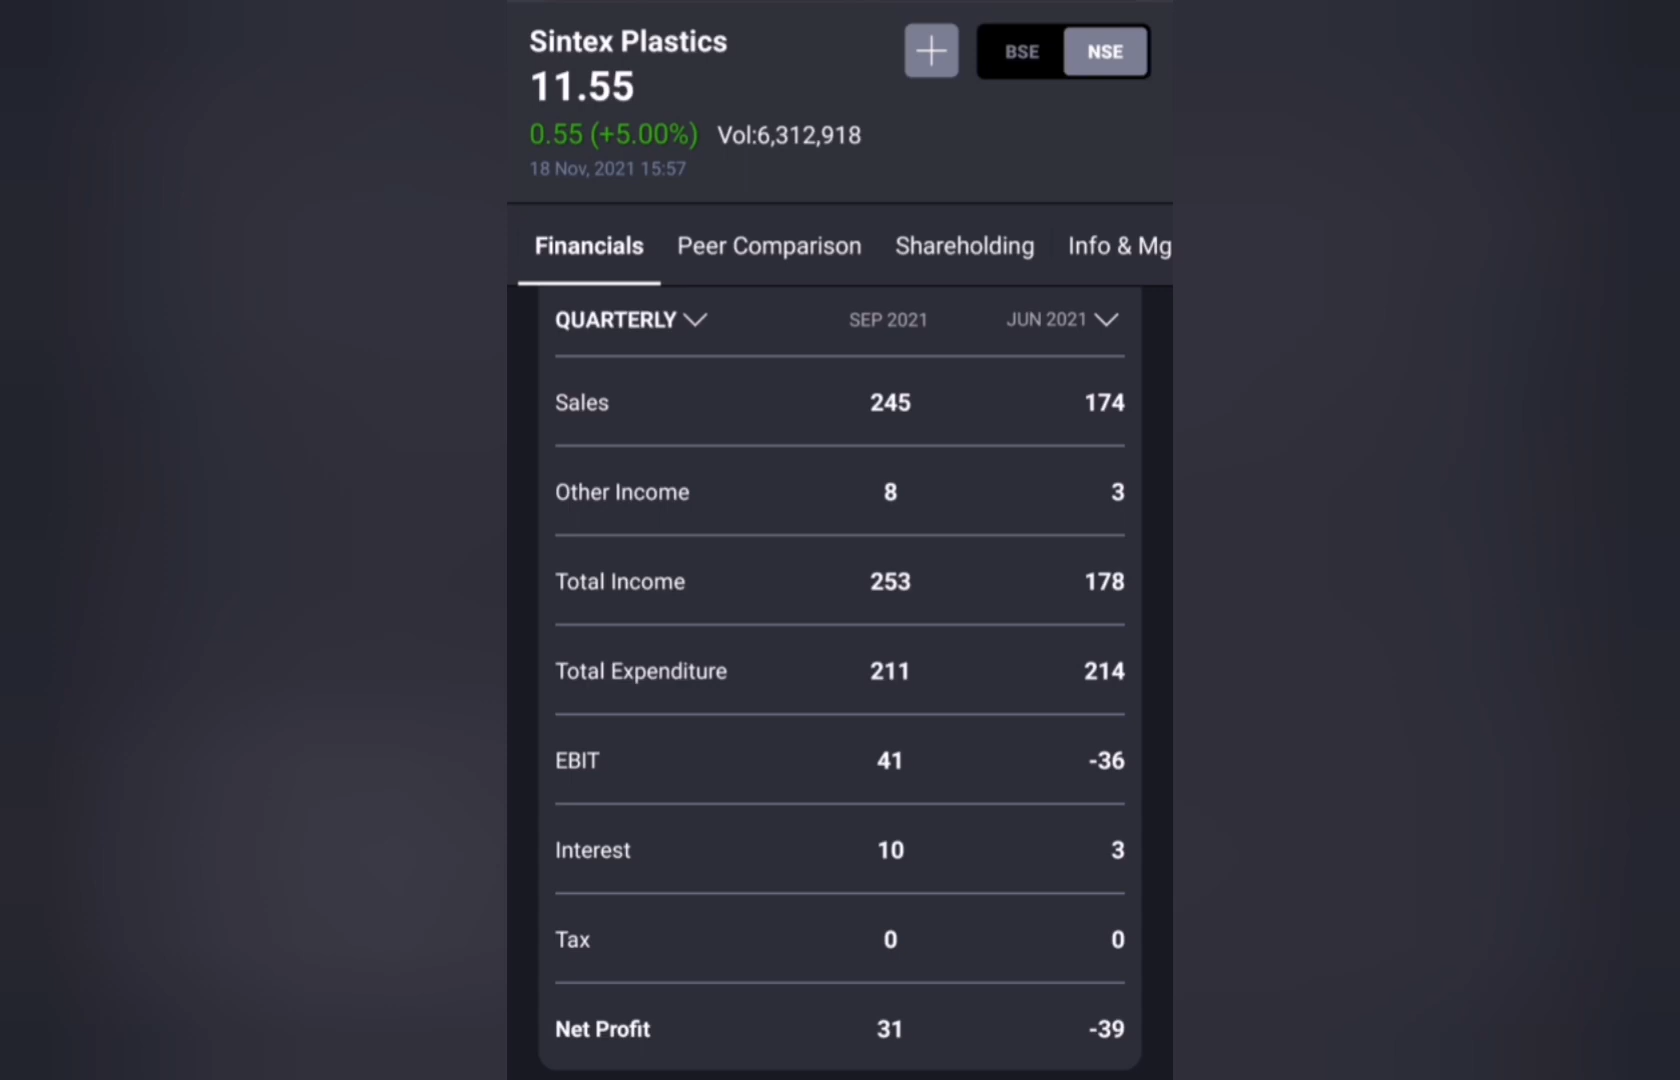 Sintex Plastics
BSE NSE
11.55
0.55 (+5.00%) Vol:6,312,918
18 Nov, 2021 15:57
Financials Peer Comparison Shareholding Info & Mg
QUARTERLY SEP 2021 JUN 2021
Sales 245 174
Other Income 8 3
Total Income 253 178
Total Expenditure 211 214
EBIT 41 -36
Interest 10 3
Tax 0 0
Net Profit 31 -39